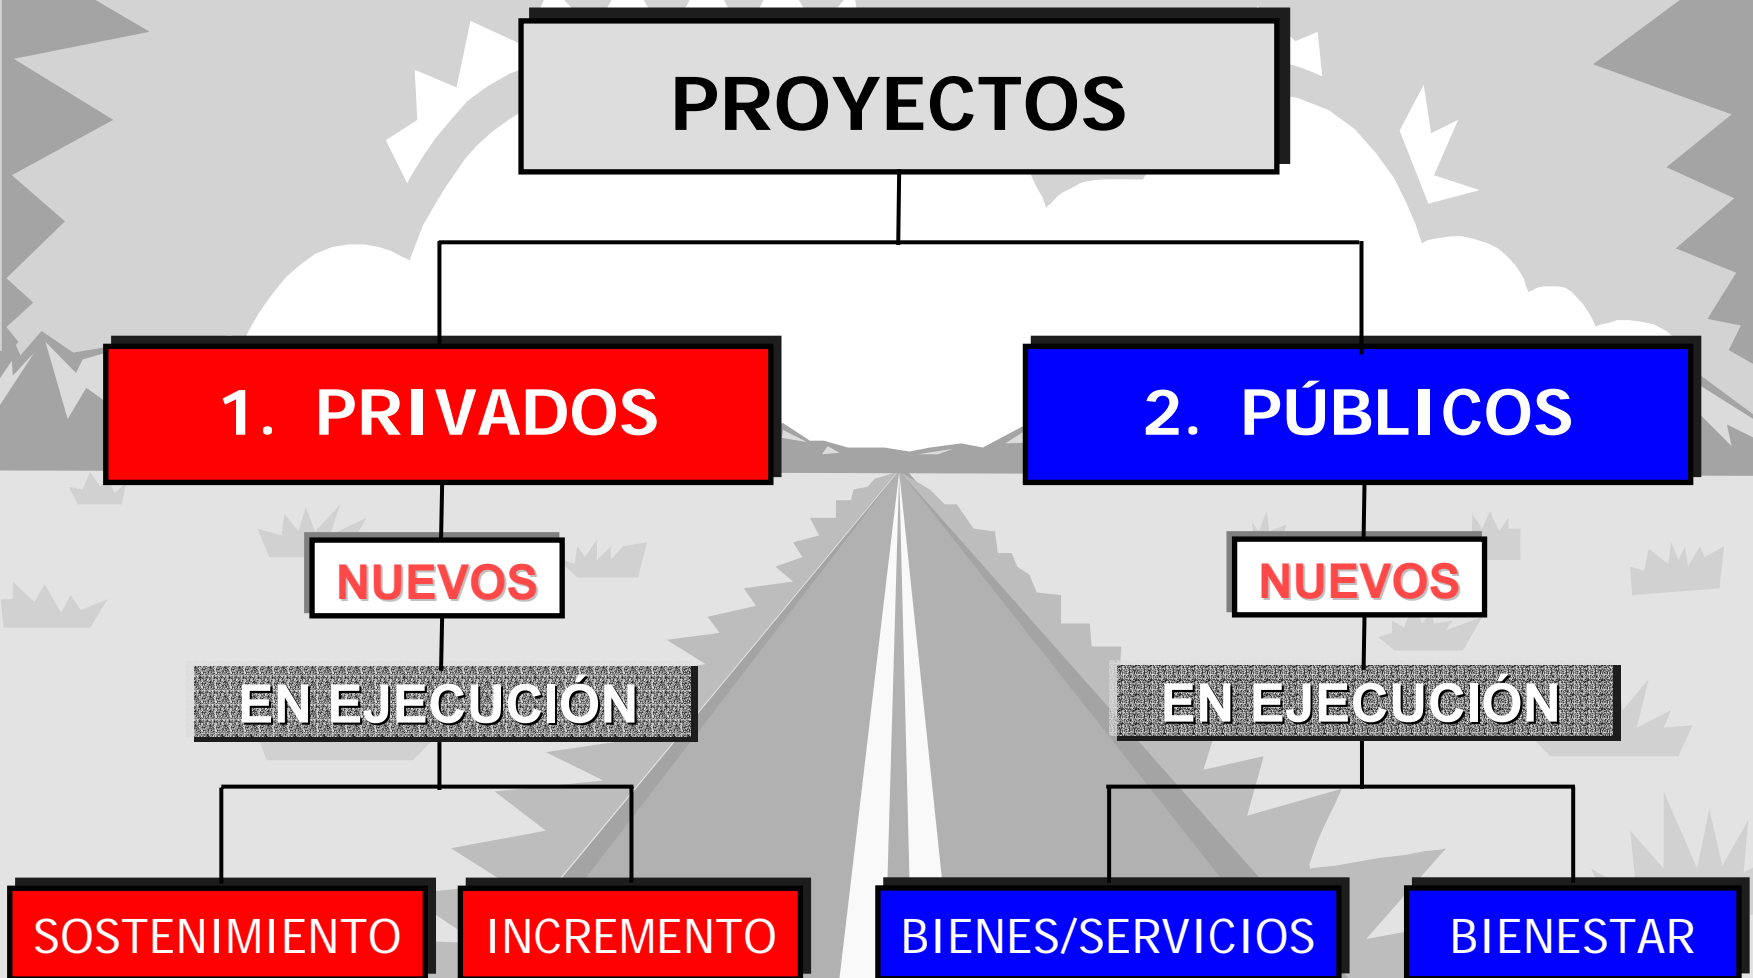 PROYECTOS
1. PRIVADOS
2. PÚBLICOS
NUEVOS
NUEVOS
EN EJECUCIÓN
EN EJECUCIÓN
SOSTENIMIENTO
INCREMENTO
BIENES/SERVICIOS
BIENESTAR